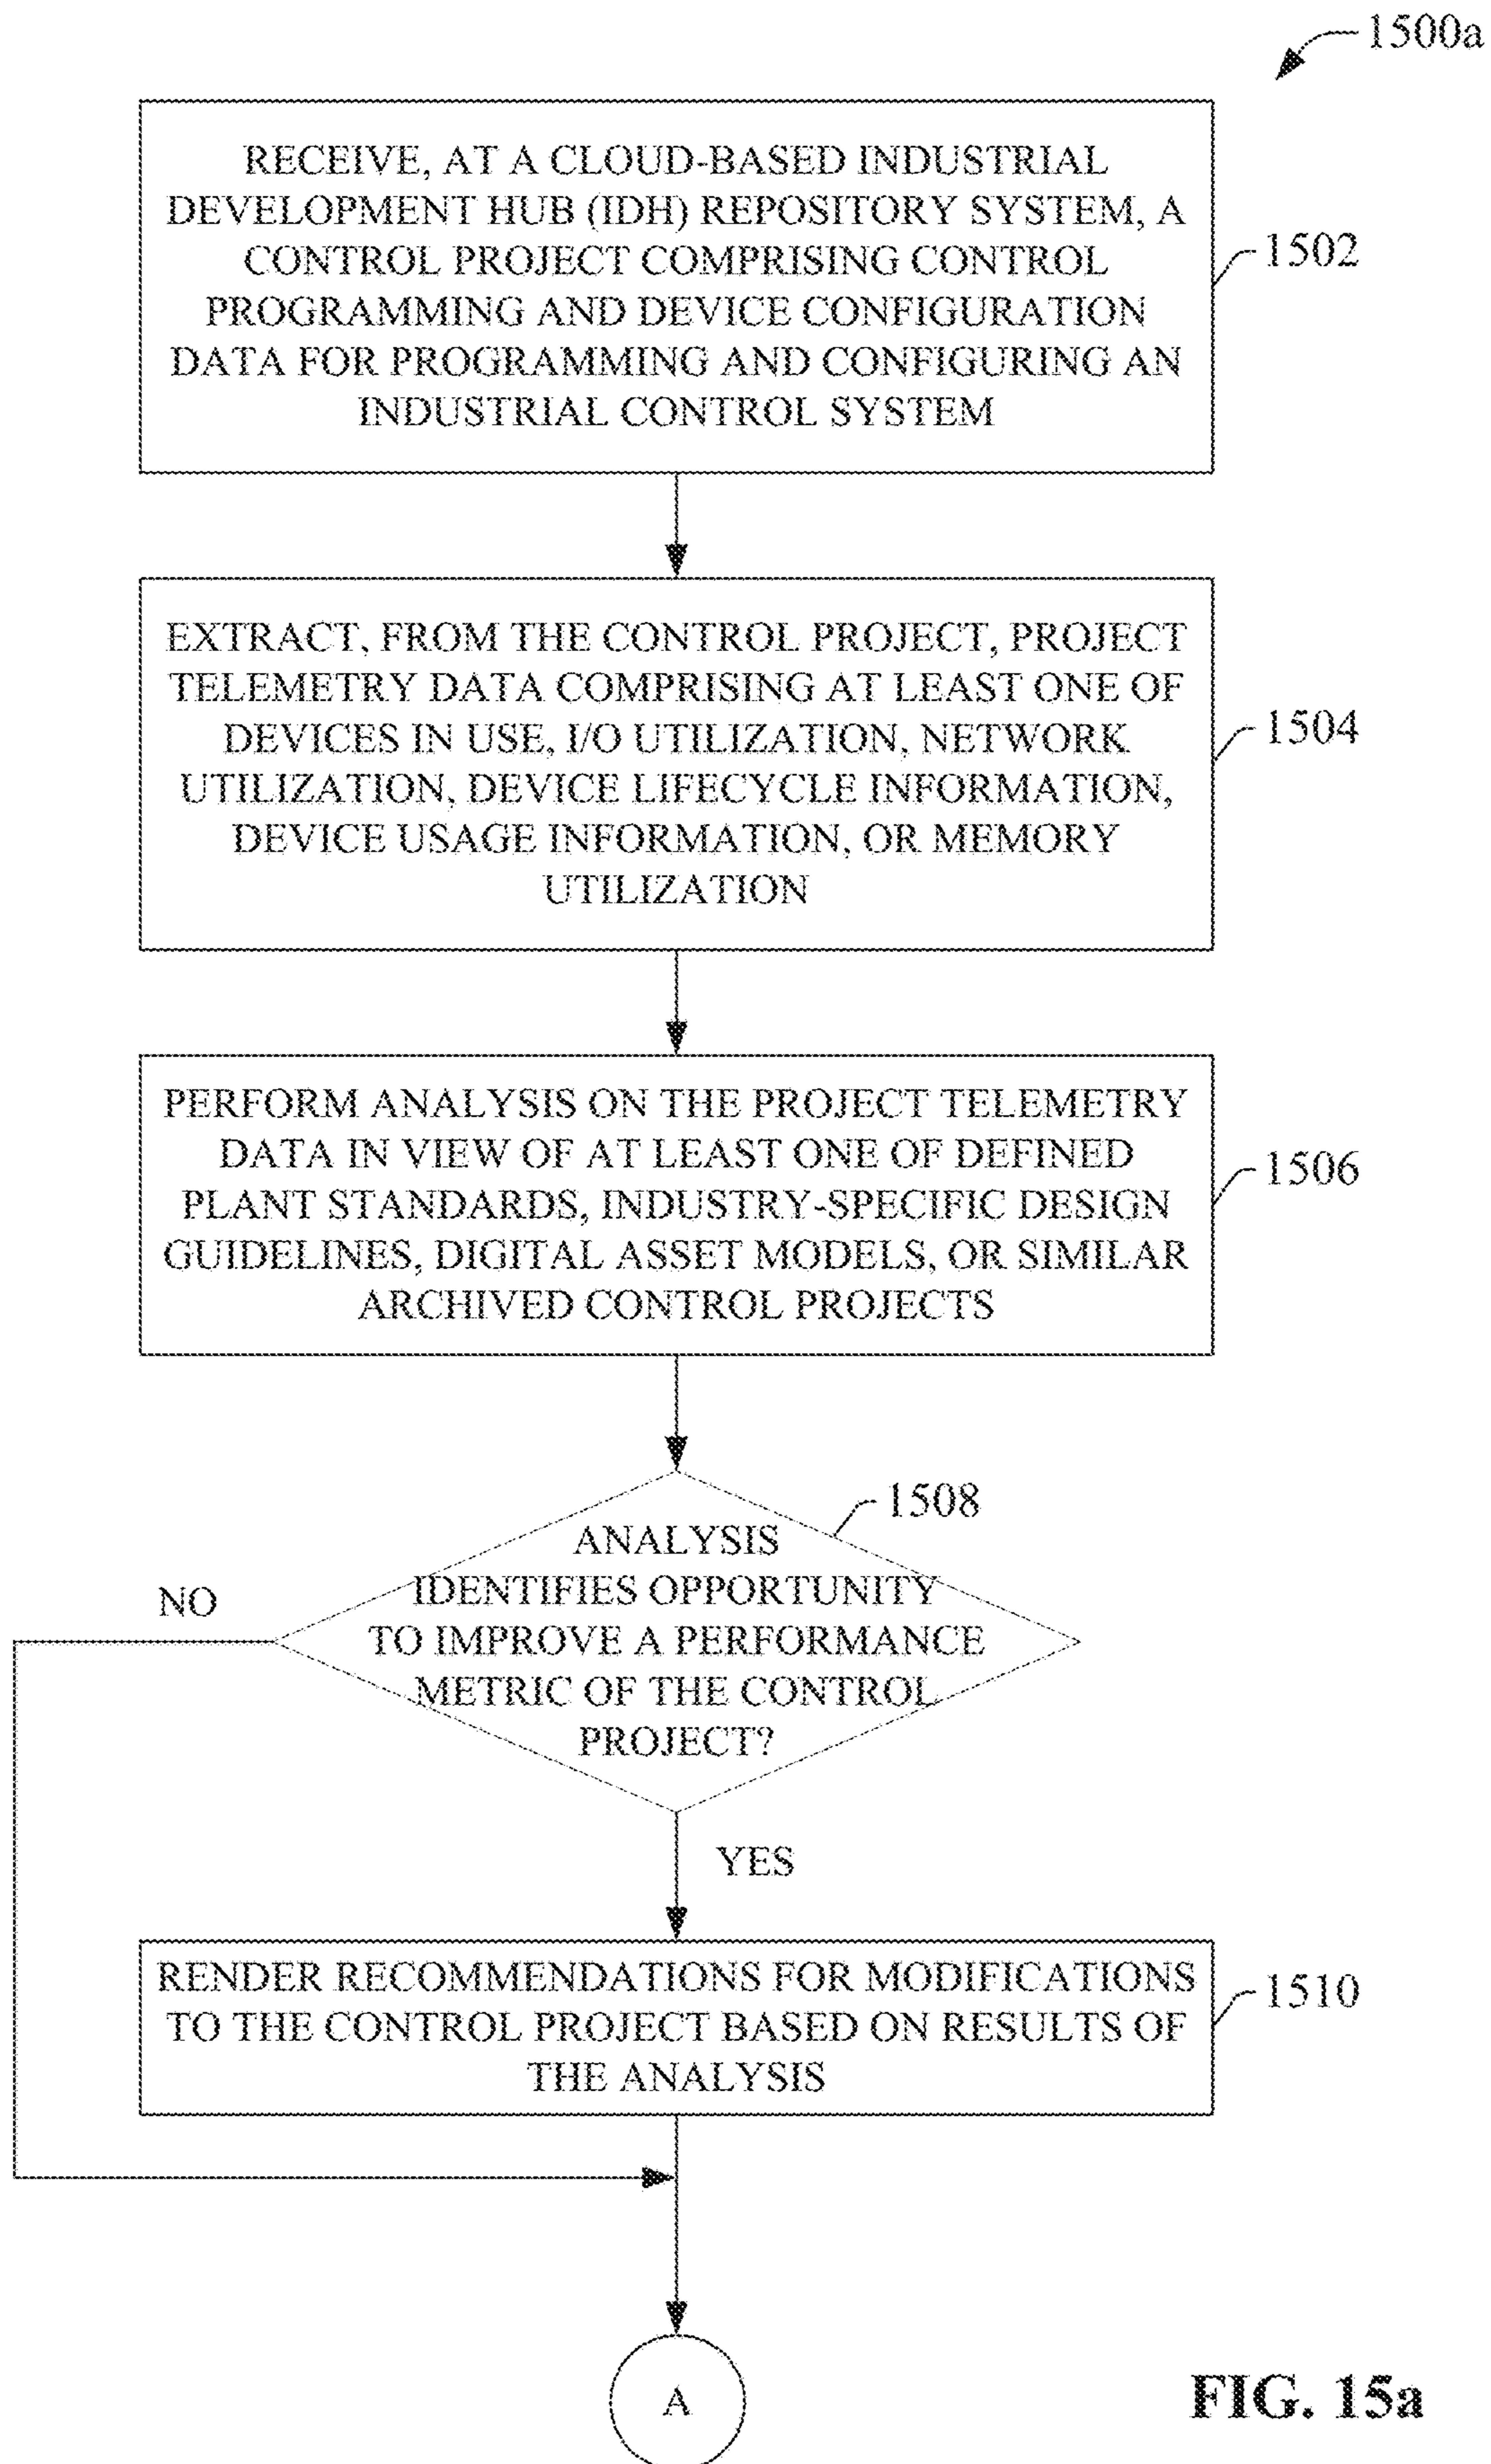 1500a
RECEIVE, AT A CLOUD-BASED INDUSTRIAL
DEVELOPMENT HUB (IDH) REPOSITORY SYSTEM, A
CONTROL PROJECT COMPRISING CONTROL
PROGRAMMING AND DEVICE CONFIGURATION
DATA FOR PROGRAMMING AND CONFIGURING AN
INDUSTRIAL CONTROL SYSTEM
1502
EXTRACT, FROM THE CONTROL PROJECT, PROJECT
TELEMETRY DATA COMPRISING AT LEAST ONE OF
DEVICES IN USE, I/O UTILIZATION, NETWORK
UTILIZATION, DEVICE LIFECYCLE INFORMATION,
DEVICE USAGE INFORMATION, OR MEMORY
UTILIZATION
1504
PERFORM ANALYSIS ON THE PROJECT TELEMETRY
DATA IN VIEW OF AT LEAST ONE OF DEFINED
PLANT STANDARDS, INDUSTRY-SPECIFIC DESIGN
GUIDELINES, DIGITAL ASSET MODELS, OR SIMILAR
ARCHIVED CONTROL PROJECTS
1506
1508
ANALYSIS
IDENTIFIES OPPORTUNITY
TO IMPROVE A PERFORMANCE
METRIC OF THE CONTROL
PROJECT?
NO
YES
RENDER RECOMMENDATIONS FOR MODIFICATIONS
TO THE CONTROL PROJECT BASED ON RESULTS OF
THE ANALYSIS
1510
A
FIG. 15a